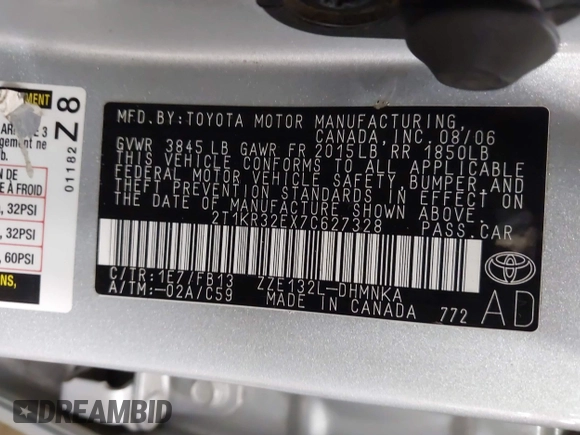 MFD. BY: TOYOTA MOTOR MANUFACTURING
CANADA, INC. 08/06
GVWR 3845 LB GAWR FR 2015LB RR 1850LB
THIS VEHICLE CONFORMS TO ALL APPLICABLE
FEDERAL MOTOR VEHICLE SAFETY, BUMPER, AND
THEFT PREVENTION STANDARDS IN EFFECT ON
THE DATE OF MANUFACTURE SHOWN ABOVE.
2T1KR32EX7C627328 PASS. CAR
C/TR: 1E7/FB13 ZZE132L-DHMNKA
A/TM: -02A/C59 MADE IN CANADA 772
AD
Z8
01182
ne
À FROID
32PSI
32PSI
60PSI
DREAMBID